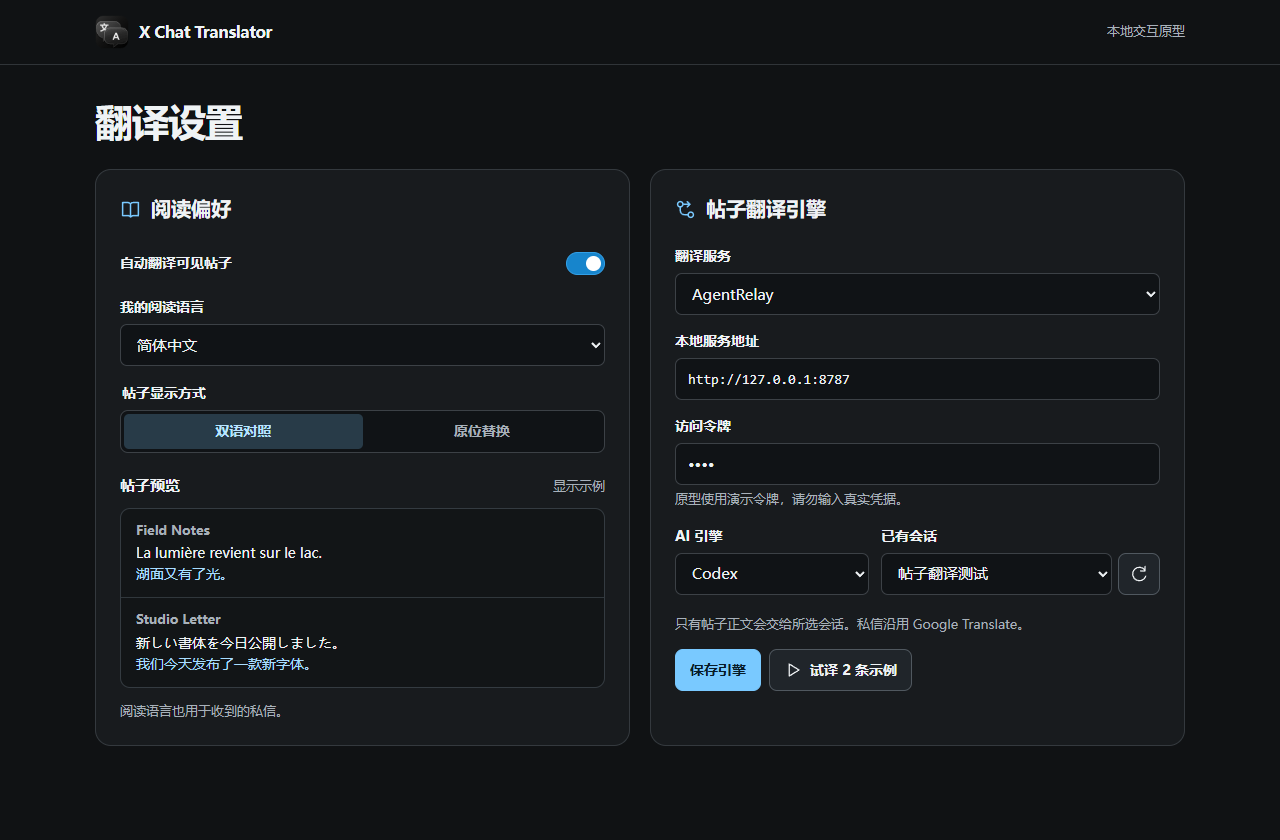 X Chat Translator
本地交互原型
翻译设置
阅读偏好
自动翻译可见帖子
我的阅读语言
简体中文
帖子显示方式
双语对照
原位替换
帖子预览
显示示例
Field Notes
La lumière revient sur le lac.
湖面又有了光。
Studio Letter
新しい書体を今日公開しました。
我们今天发布了一款新字体。
阅读语言也用于收到的私信。
帖子翻译引擎
翻译服务
AgentRelay
本地服务地址
http://127.0.0.1:8787
访问令牌
••••
原型使用演示令牌，请勿输入真实凭据。
AI 引擎
已有会话
Codex
帖子翻译测试
只有帖子正文会交给所选会话。私信沿用 Google Translate。
保存引擎
试译 2 条示例